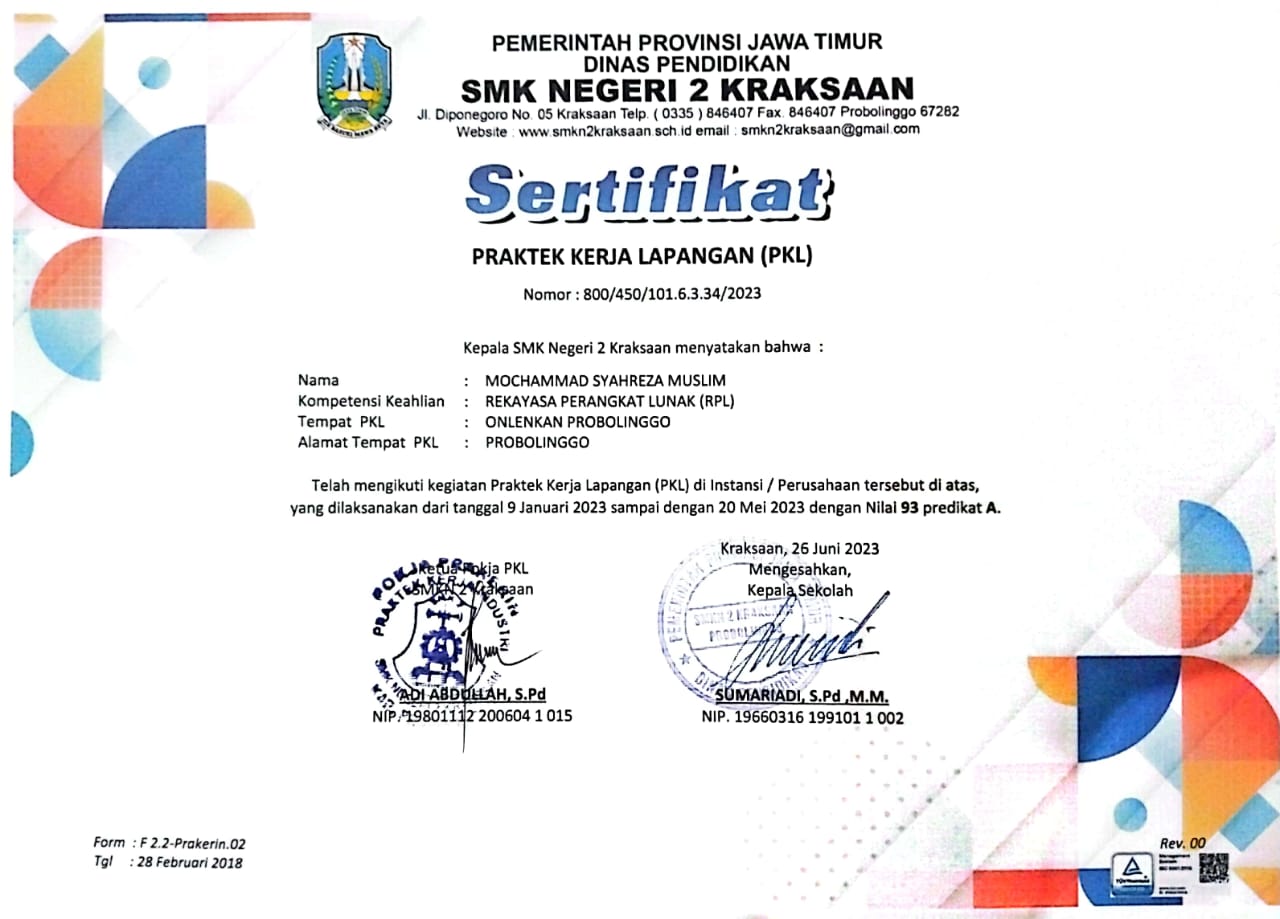 PEMERINTAH PROVINSI JAWA TIMUR
DINAS PENDIDIKAN
SMK NEGERI 2 KRAKSAAN
Jl. Diponegoro No. 05 Kraksaan Telp. ( 0335 ) 846407 Fax. 846407 Probolinggo 67282
Website : www.smkn2kraksaan.sch.id email : smkn2kraksaan@gmail.com
Sertifikat
PRAKTEK KERJA LAPANGAN (PKL)
Nomor : 800/450/101.6.3.34/2023
Kepala SMK Negeri 2 Kraksaan menyatakan bahwa :
Nama : MOCHAMMAD SYAHREZA MUSLIM
Kompetensi Keahlian : REKAYASA PERANGKAT LUNAK (RPL)
Tempat PKL : ONLENKAN PROBOLINGGO
Alamat Tempat PKL : PROBOLINGGO
Telah mengikuti kegiatan Praktek Kerja Lapangan (PKL) di Instansi / Perusahaan tersebut di atas,
yang dilaksanakan dari tanggal 9 Januari 2023 sampai dengan 20 Mei 2023 dengan Nilai 93 predikat A.
Ketua Pokja PKL
SMKN 2 Kraksaan
ADI ABDULLAH, S.Pd
NIP. 19801112 200604 1 015
Kraksaan, 26 Juni 2023
Mengesahkan,
Kepala Sekolah
SMKN 2 KRAKSAAN
PROBOLINGGO
SUMARIADI, S.Pd ,M.M.
NIP. 19660316 199101 1 002
Form : F 2.2-Prakerin.02
Tgl : 28 Februari 2018
Rev. 00